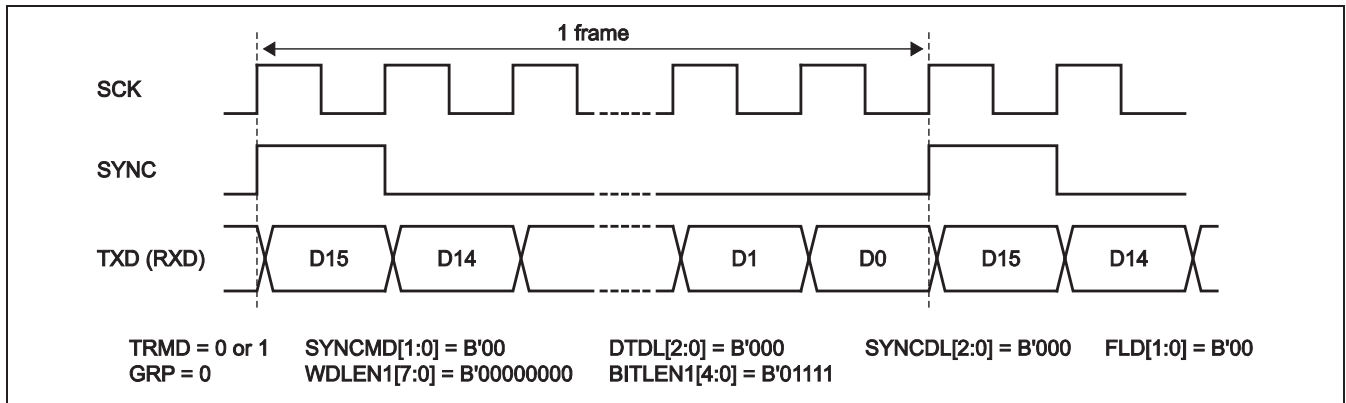 1 frame
SCK
SYNC
TXD (RXD) D15 D14 D1 D0 D15 D14
TRMD = 0 or 1 SYNCMD[1:0] = B'00 DTDL[2:0] = B'000 SYNCDL[2:0] = B'000 FLD[1:0] = B'00
GRP = 0 WDLEN1[7:0] = B'00000000 BITLEN1[4:0] = B'01111